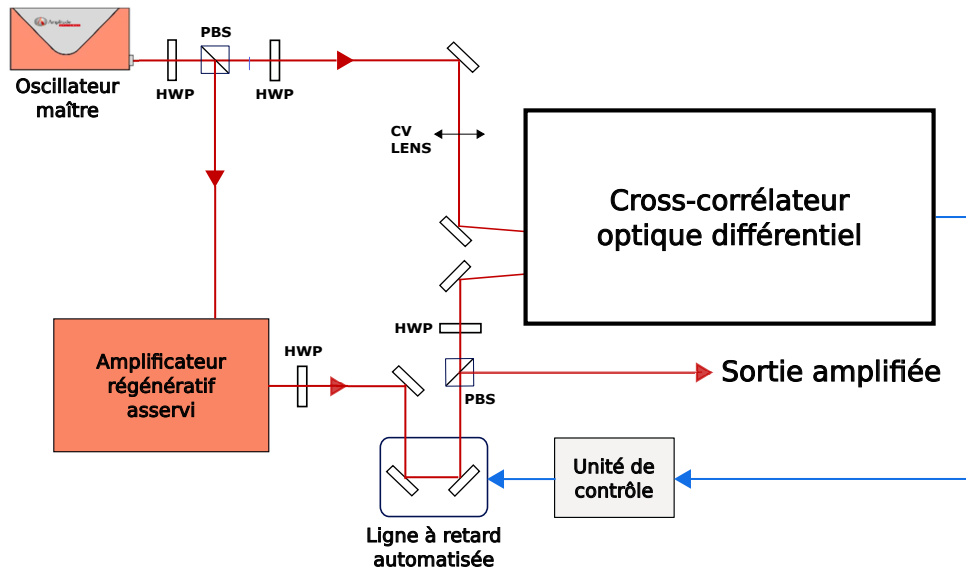 Amplitude
PBS
HWP
HWP
Oscillateur
maître
CV
LENS
Cross-corrélateur
optique différentiel
HWP
HWP
Amplificateur
régénératif
asservi
Sortie amplifiée
PBS
Unité de
contrôle
Ligne à retard
automatisée